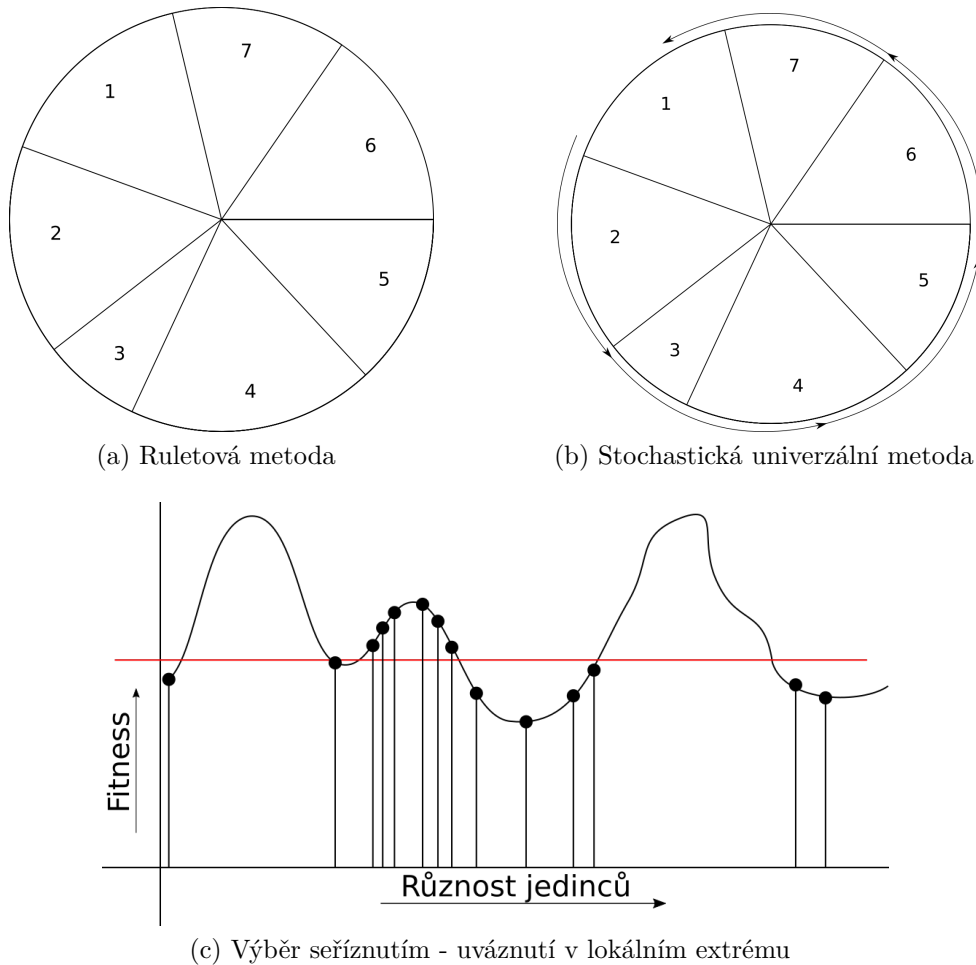 7
1
6
2
5
3
4
(a) Ruletová metoda
7
1
6
2
5
3
4
(b) Stochastická univerzální metoda
Fitness
Různost jedinců
(c) Výběr seříznutím - uváznutí v lokálním extrému